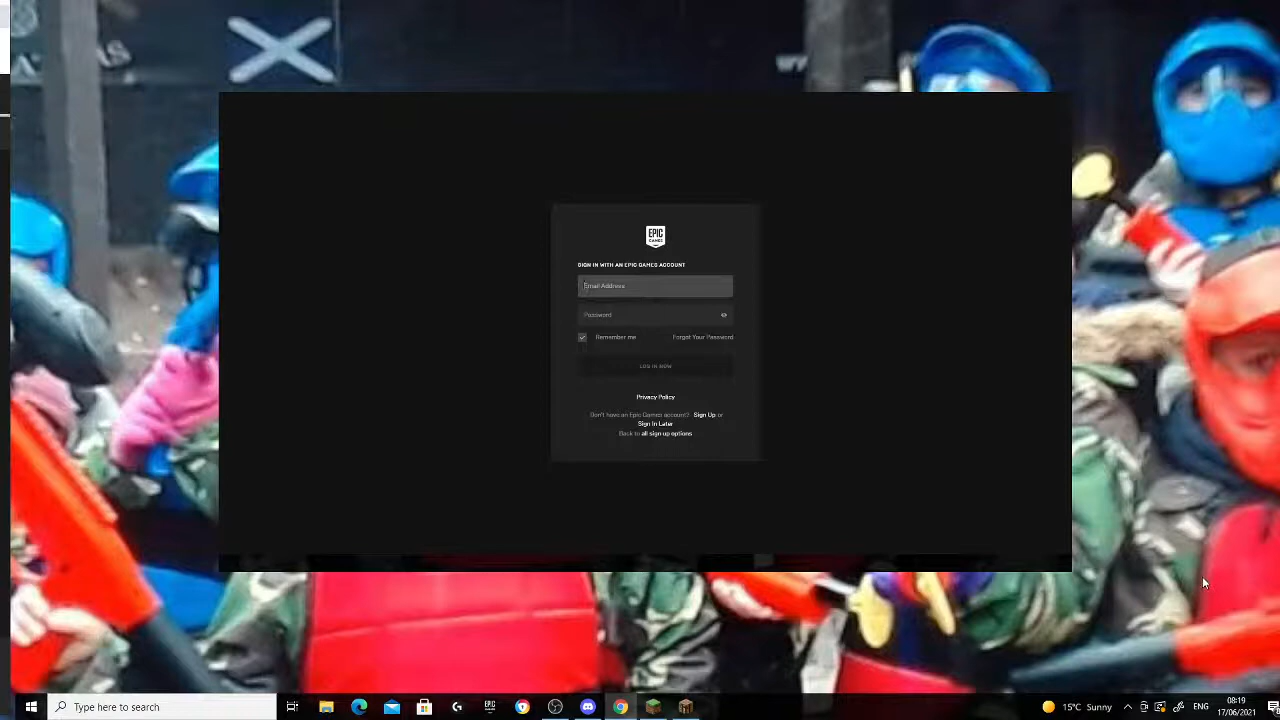 EPIC
GAMES
SIGN IN WITH AN EPIC GAMES ACCOUNT
Email Address
Password
Remember me Forgot Your Password
LOG IN NOW
Privacy Policy
Don't have an Epic Games account? Sign Up or
Sign In Later
Back to all sign up options
Type here to search
EPIC
15°C Sunny
ENG
08:19
17/06/2021